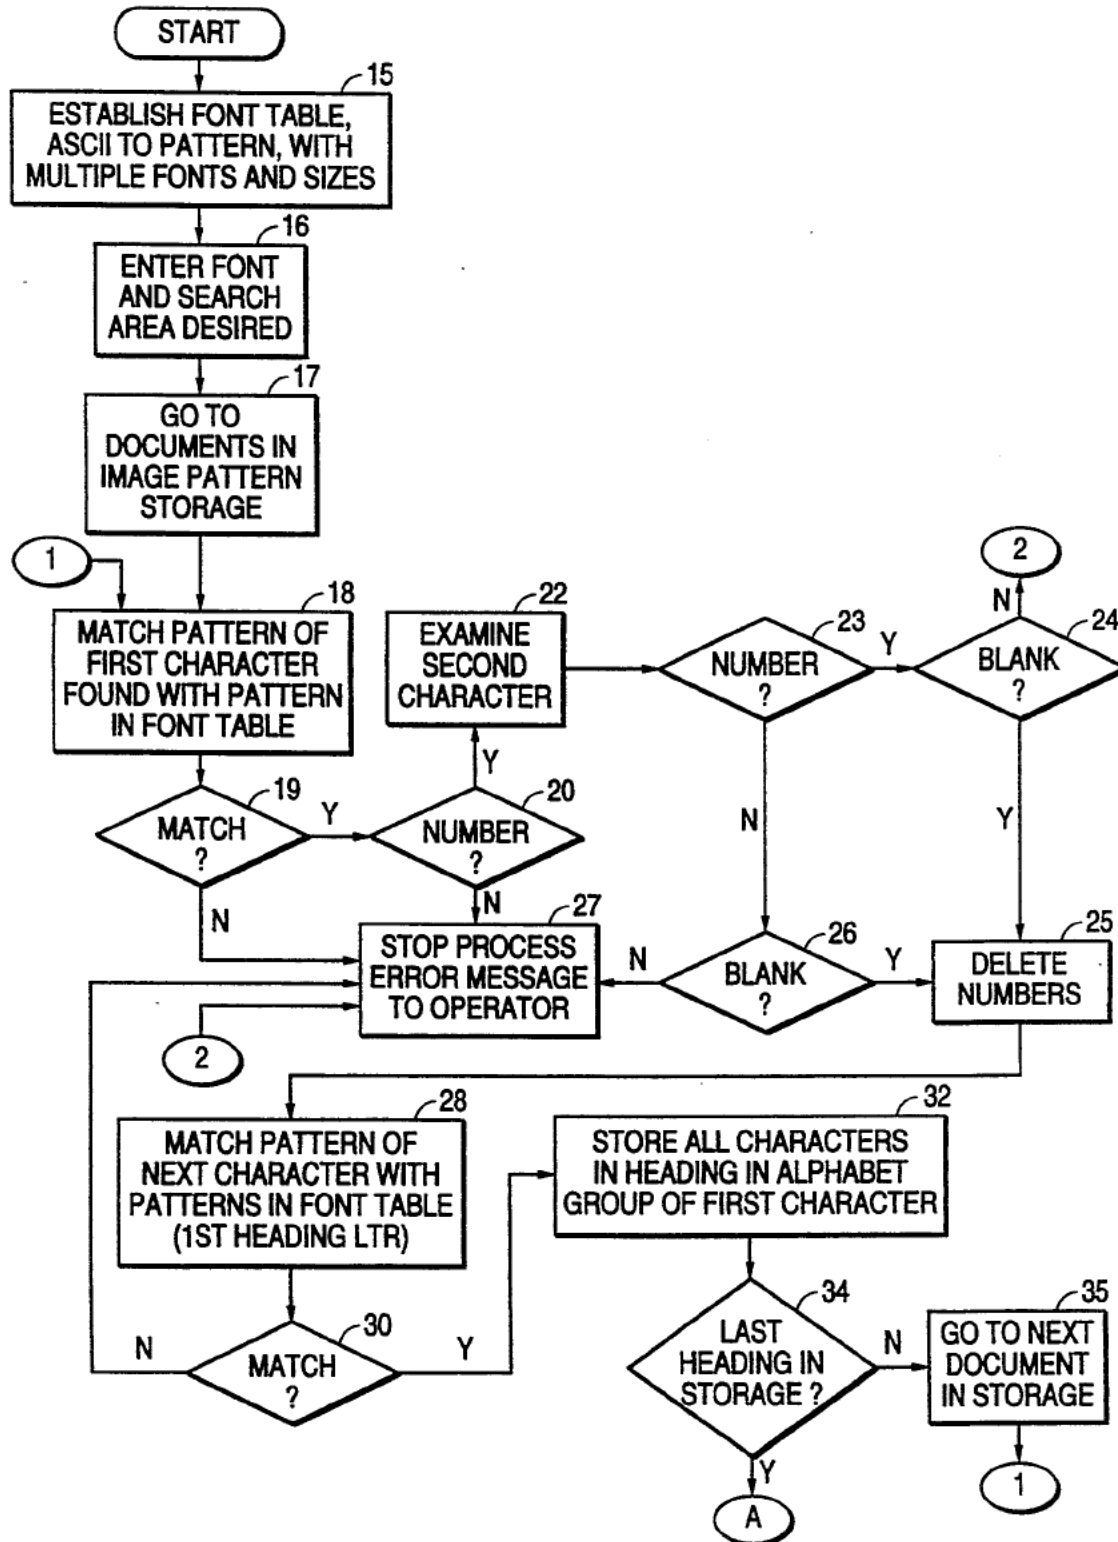 START
15
ESTABLISH FONT TABLE,
ASCII TO PATTERN, WITH
MULTIPLE FONTS AND SIZES
16
ENTER FONT
AND SEARCH
AREA DESIRED
17
GO TO
DOCUMENTS IN
IMAGE PATTERN
STORAGE
1
18
MATCH PATTERN OF
FIRST CHARACTER
FOUND WITH PATTERN
IN FONT TABLE
19
MATCH
?
Y
N
20
NUMBER
?
Y
N
22
EXAMINE
SECOND
CHARACTER
23
NUMBER
?
Y
N
24
BLANK
?
N
2
Y
25
DELETE
NUMBERS
26
BLANK
?
Y
N
27
STOP PROCESS
ERROR MESSAGE
TO OPERATOR
2
28
MATCH PATTERN OF
NEXT CHARACTER WITH
PATTERNS IN FONT TABLE
(1ST HEADING LTR)
30
MATCH
?
N
Y
32
STORE ALL CHARACTERS
IN HEADING IN ALPHABET
GROUP OF FIRST CHARACTER
34
LAST
HEADING IN
STORAGE ?
N
Y
A
35
GO TO NEXT
DOCUMENT
IN STORAGE
1